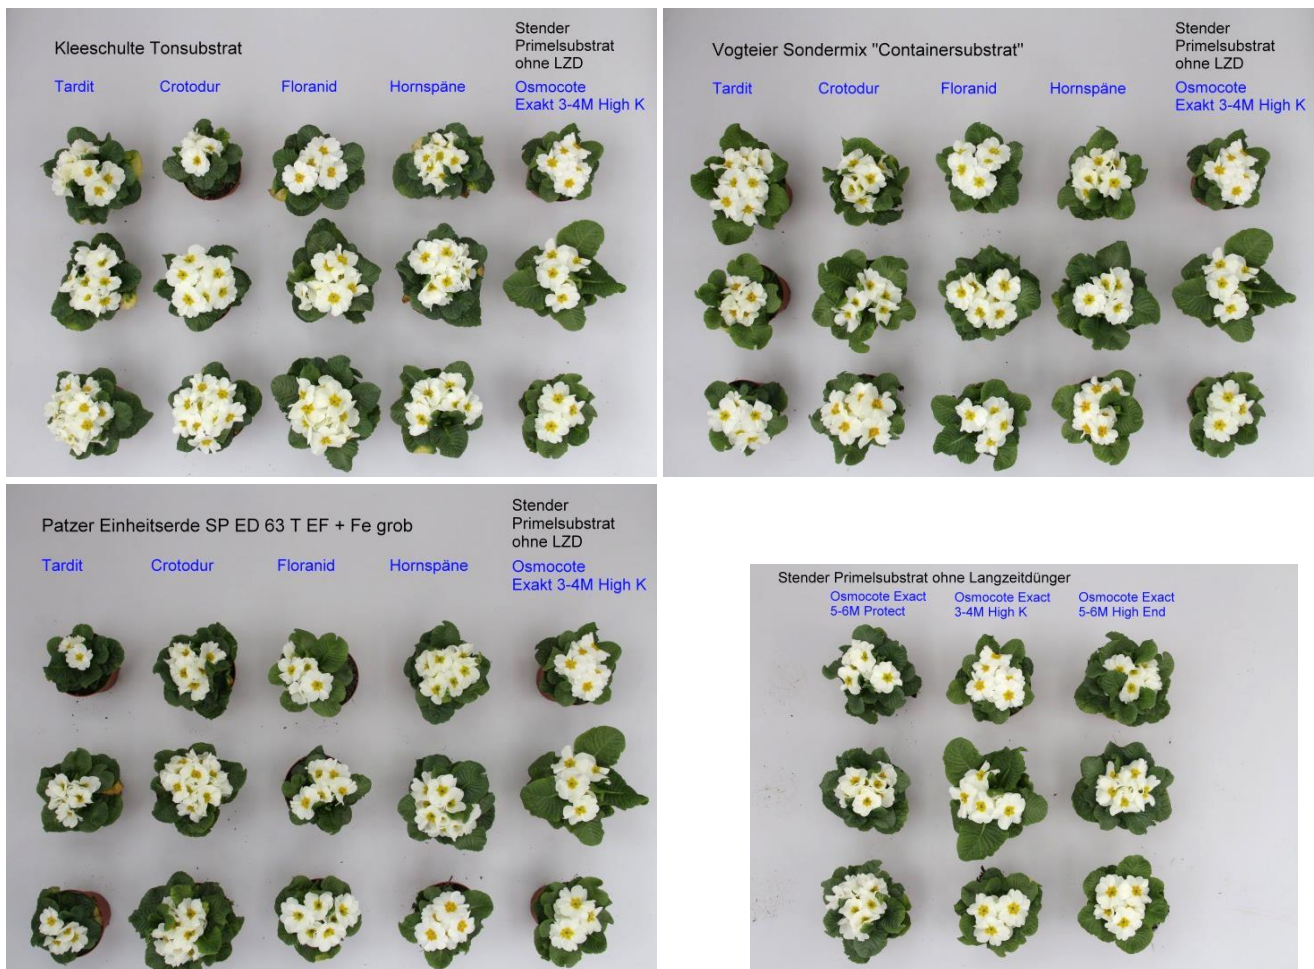 Kleeschulte Tonsubstrat
Stender
Primelsubstrat
ohne LZD
Tardit Crotodur Floranid Hornspäne Osmocote
Exakt 3-4M High K
Vogteier Sondermix "Containersubstrat"
Stender
Primelsubstrat
ohne LZD
Tardit Crotodur Floranid Hornspäne Osmocote
Exakt 3-4M High K
Patzer Einheitserde SP ED 63 T EF + Fe grob
Stender
Primelsubstrat
ohne LZD
Tardit Crotodur Floranid Hornspäne Osmocote
Exakt 3-4M High K
Stender Primelsubstrat ohne Langzeitdünger
Osmocote Exact Osmocote Exact Osmocote Exact
5-6M Protect 3-4M High K 5-6M High End